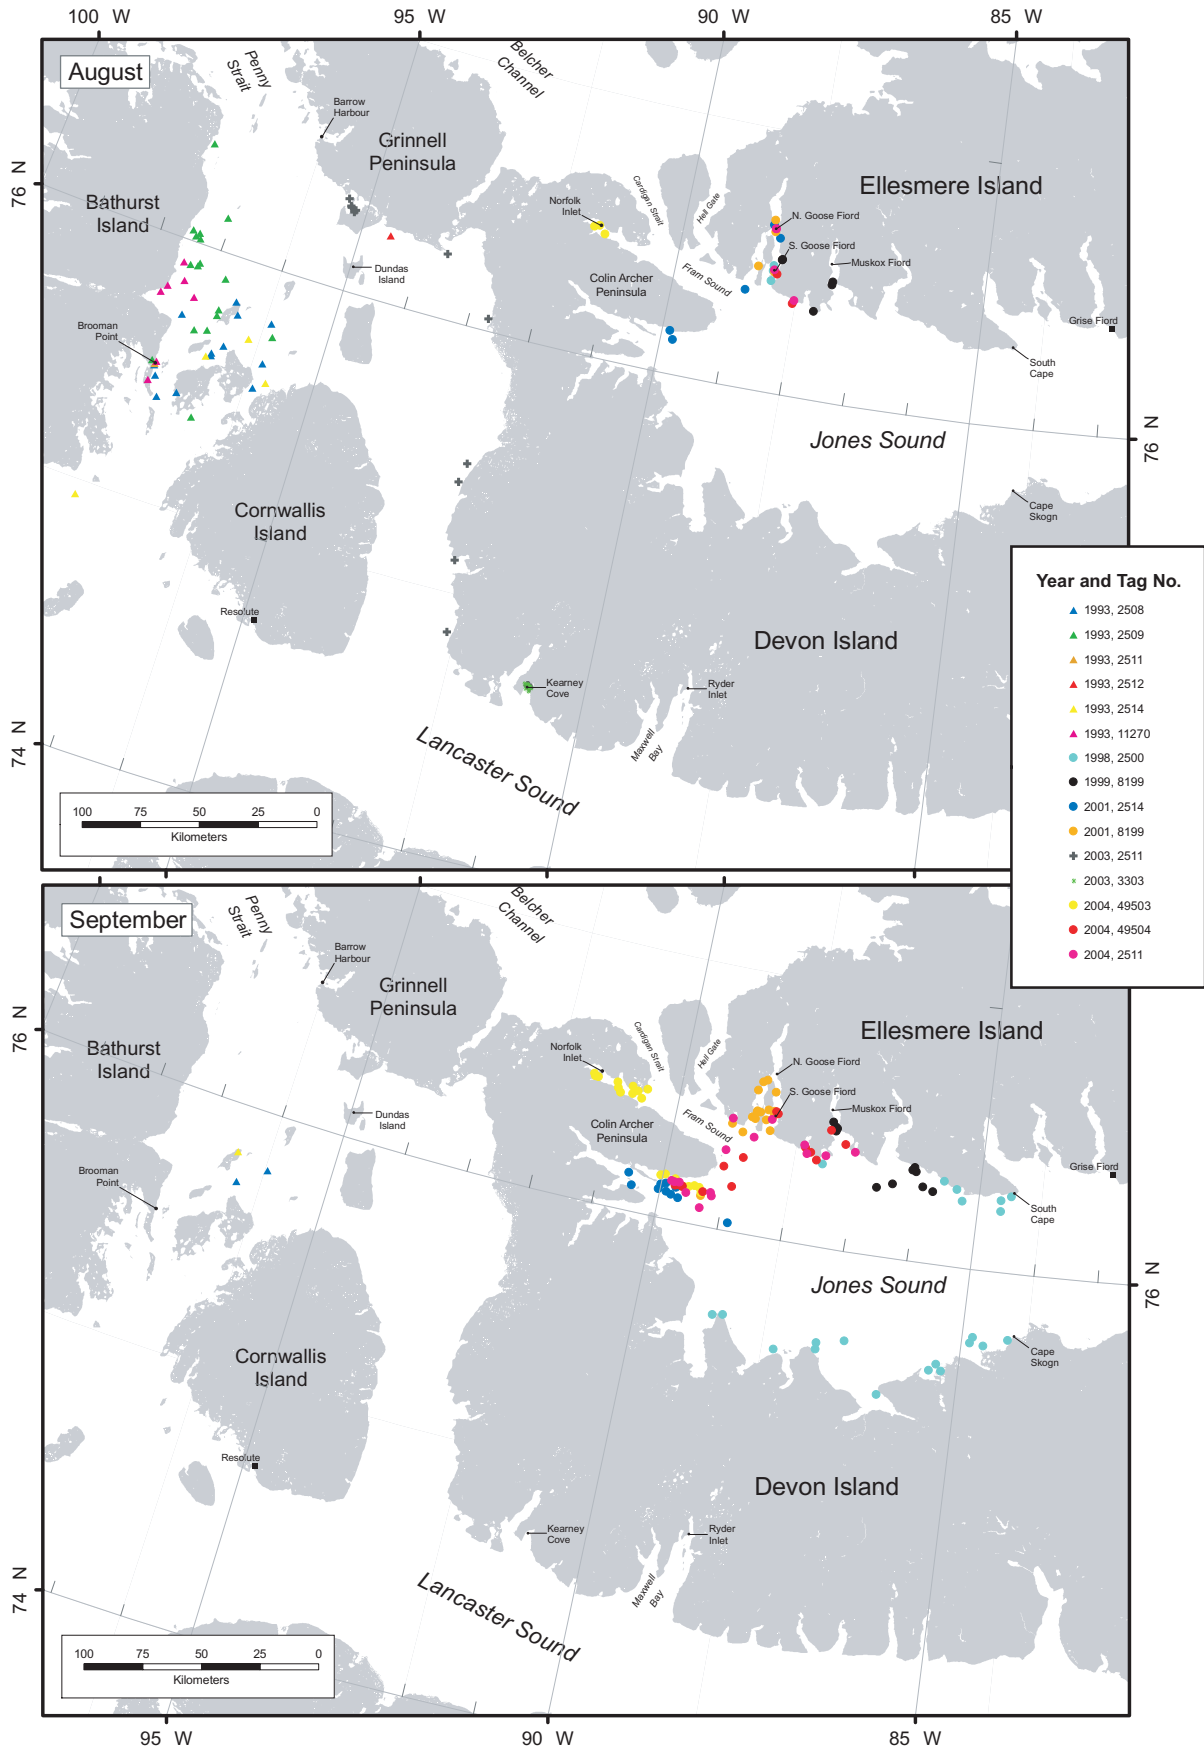 100 W
95 W
90 W
85 W
August
Penny
Strait
Belcher
Channel
Barrow
Harbour
Grinnell
Peninsula
76 N
Bathurst
Island
Ellesmere Island
Norfolk
Inlet
Cardigan Strait
Hell Gate
N. Goose Fiord
S. Goose Fiord
Muskox Fiord
Dundas
Island
Colin Archer
Peninsula
Fram Sound
Brooman
Point
Grise Fiord
South
Cape
Jones Sound
76 N
Cornwallis
Island
Cape
Skogn
Resolute
Devon Island
Kearney
Cove
Ryder
Inlet
Maxwell
Bay
74 N
Lancaster Sound
100 75 50 25 0
Kilometers
Year and Tag No.
1993, 2508
1993, 2509
1993, 2511
1993, 2512
1993, 2514
1993, 11270
1998, 2500
1999, 8199
2001, 2514
2001, 8199
2003, 2511
2003, 3303
2004, 49503
2004, 49504
2004, 2511
September
Penny
Strait
Belcher
Channel
Barrow
Harbour
Grinnell
Peninsula
76 N
Bathurst
Island
Ellesmere Island
Norfolk
Inlet
Cardigan Strait
Hell Gate
N. Goose Fiord
S. Goose Fiord
Muskox Fiord
Dundas
Island
Colin Archer
Peninsula
Fram Sound
Brooman
Point
Grise Fiord
South
Cape
Jones Sound
76 N
Cornwallis
Island
Cape
Skogn
Resolute
Devon Island
Kearney
Cove
Ryder
Inlet
Maxwell
Bay
74 N
Lancaster Sound
100 75 50 25 0
Kilometers
95 W
90 W
85 W